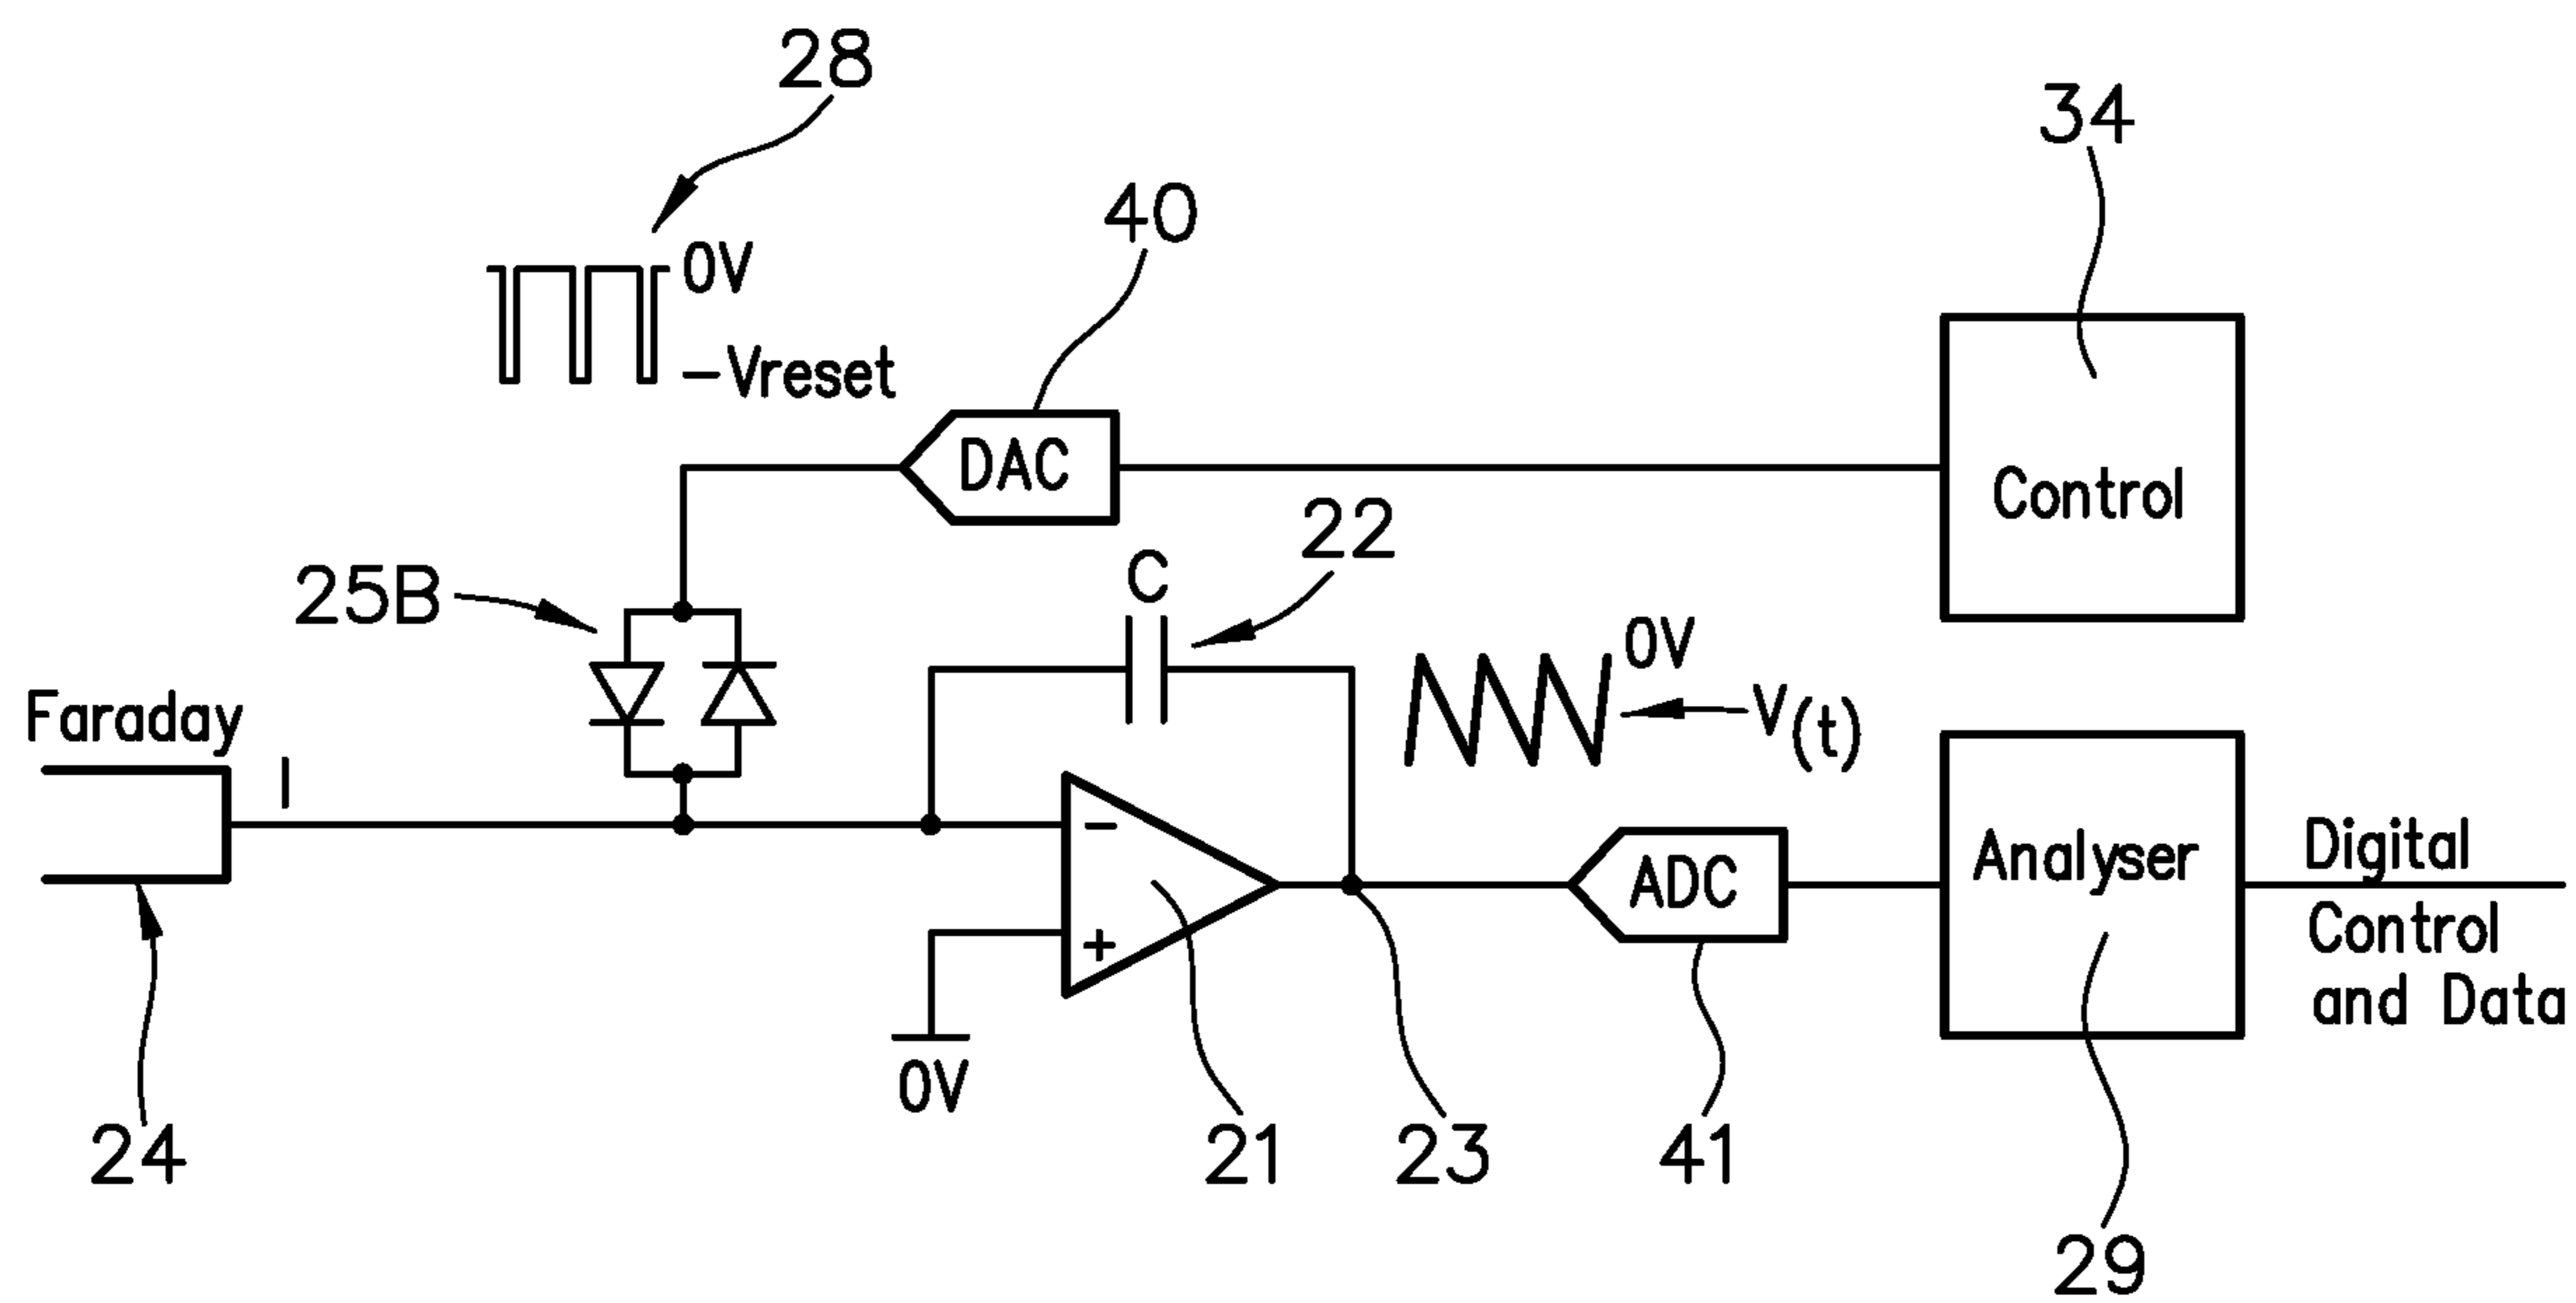 28
34
40
0V
-Vreset
DAC
Control
22
C
25B
0V
V(t)
Faraday
I
-
+
ADC
Analyser
Digital
Control
and Data
0V
24
21
23
41
29